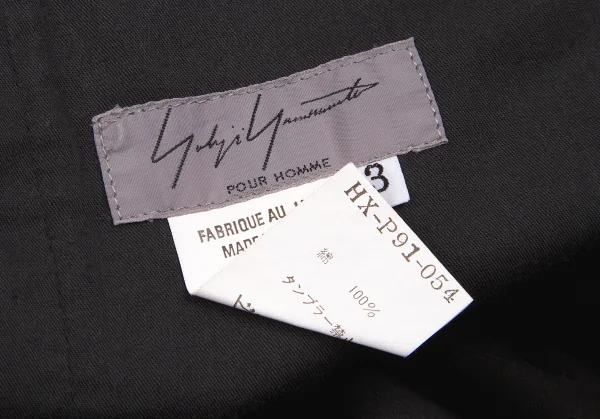 Yohji Yamamoto
POUR HOMME
3
FABRIQUE AU
MADE
HX-P91-054
綿 100%
タンブラー